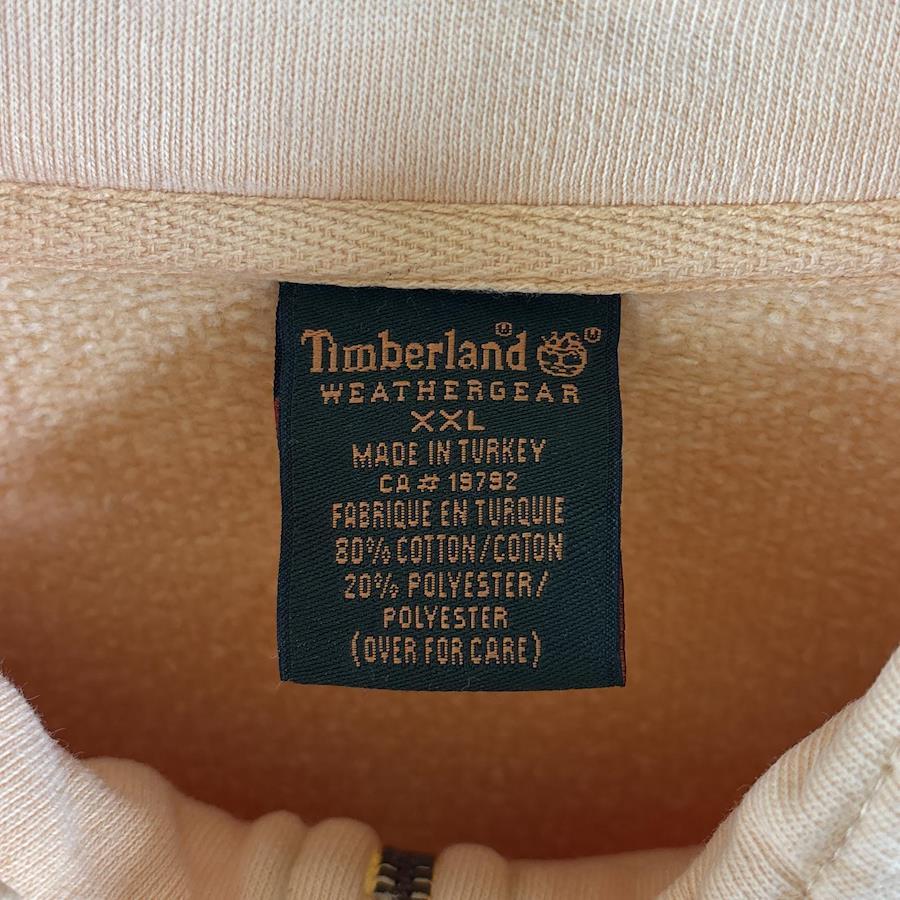 Timberland®
WEATHERGEAR
XXL
MADE IN TURKEY
CA # 19792
FABRIQUE EN TURQUIE
80% COTTON/COTON
20% POLYESTER/
POLYESTER
(OVER FOR CARE)